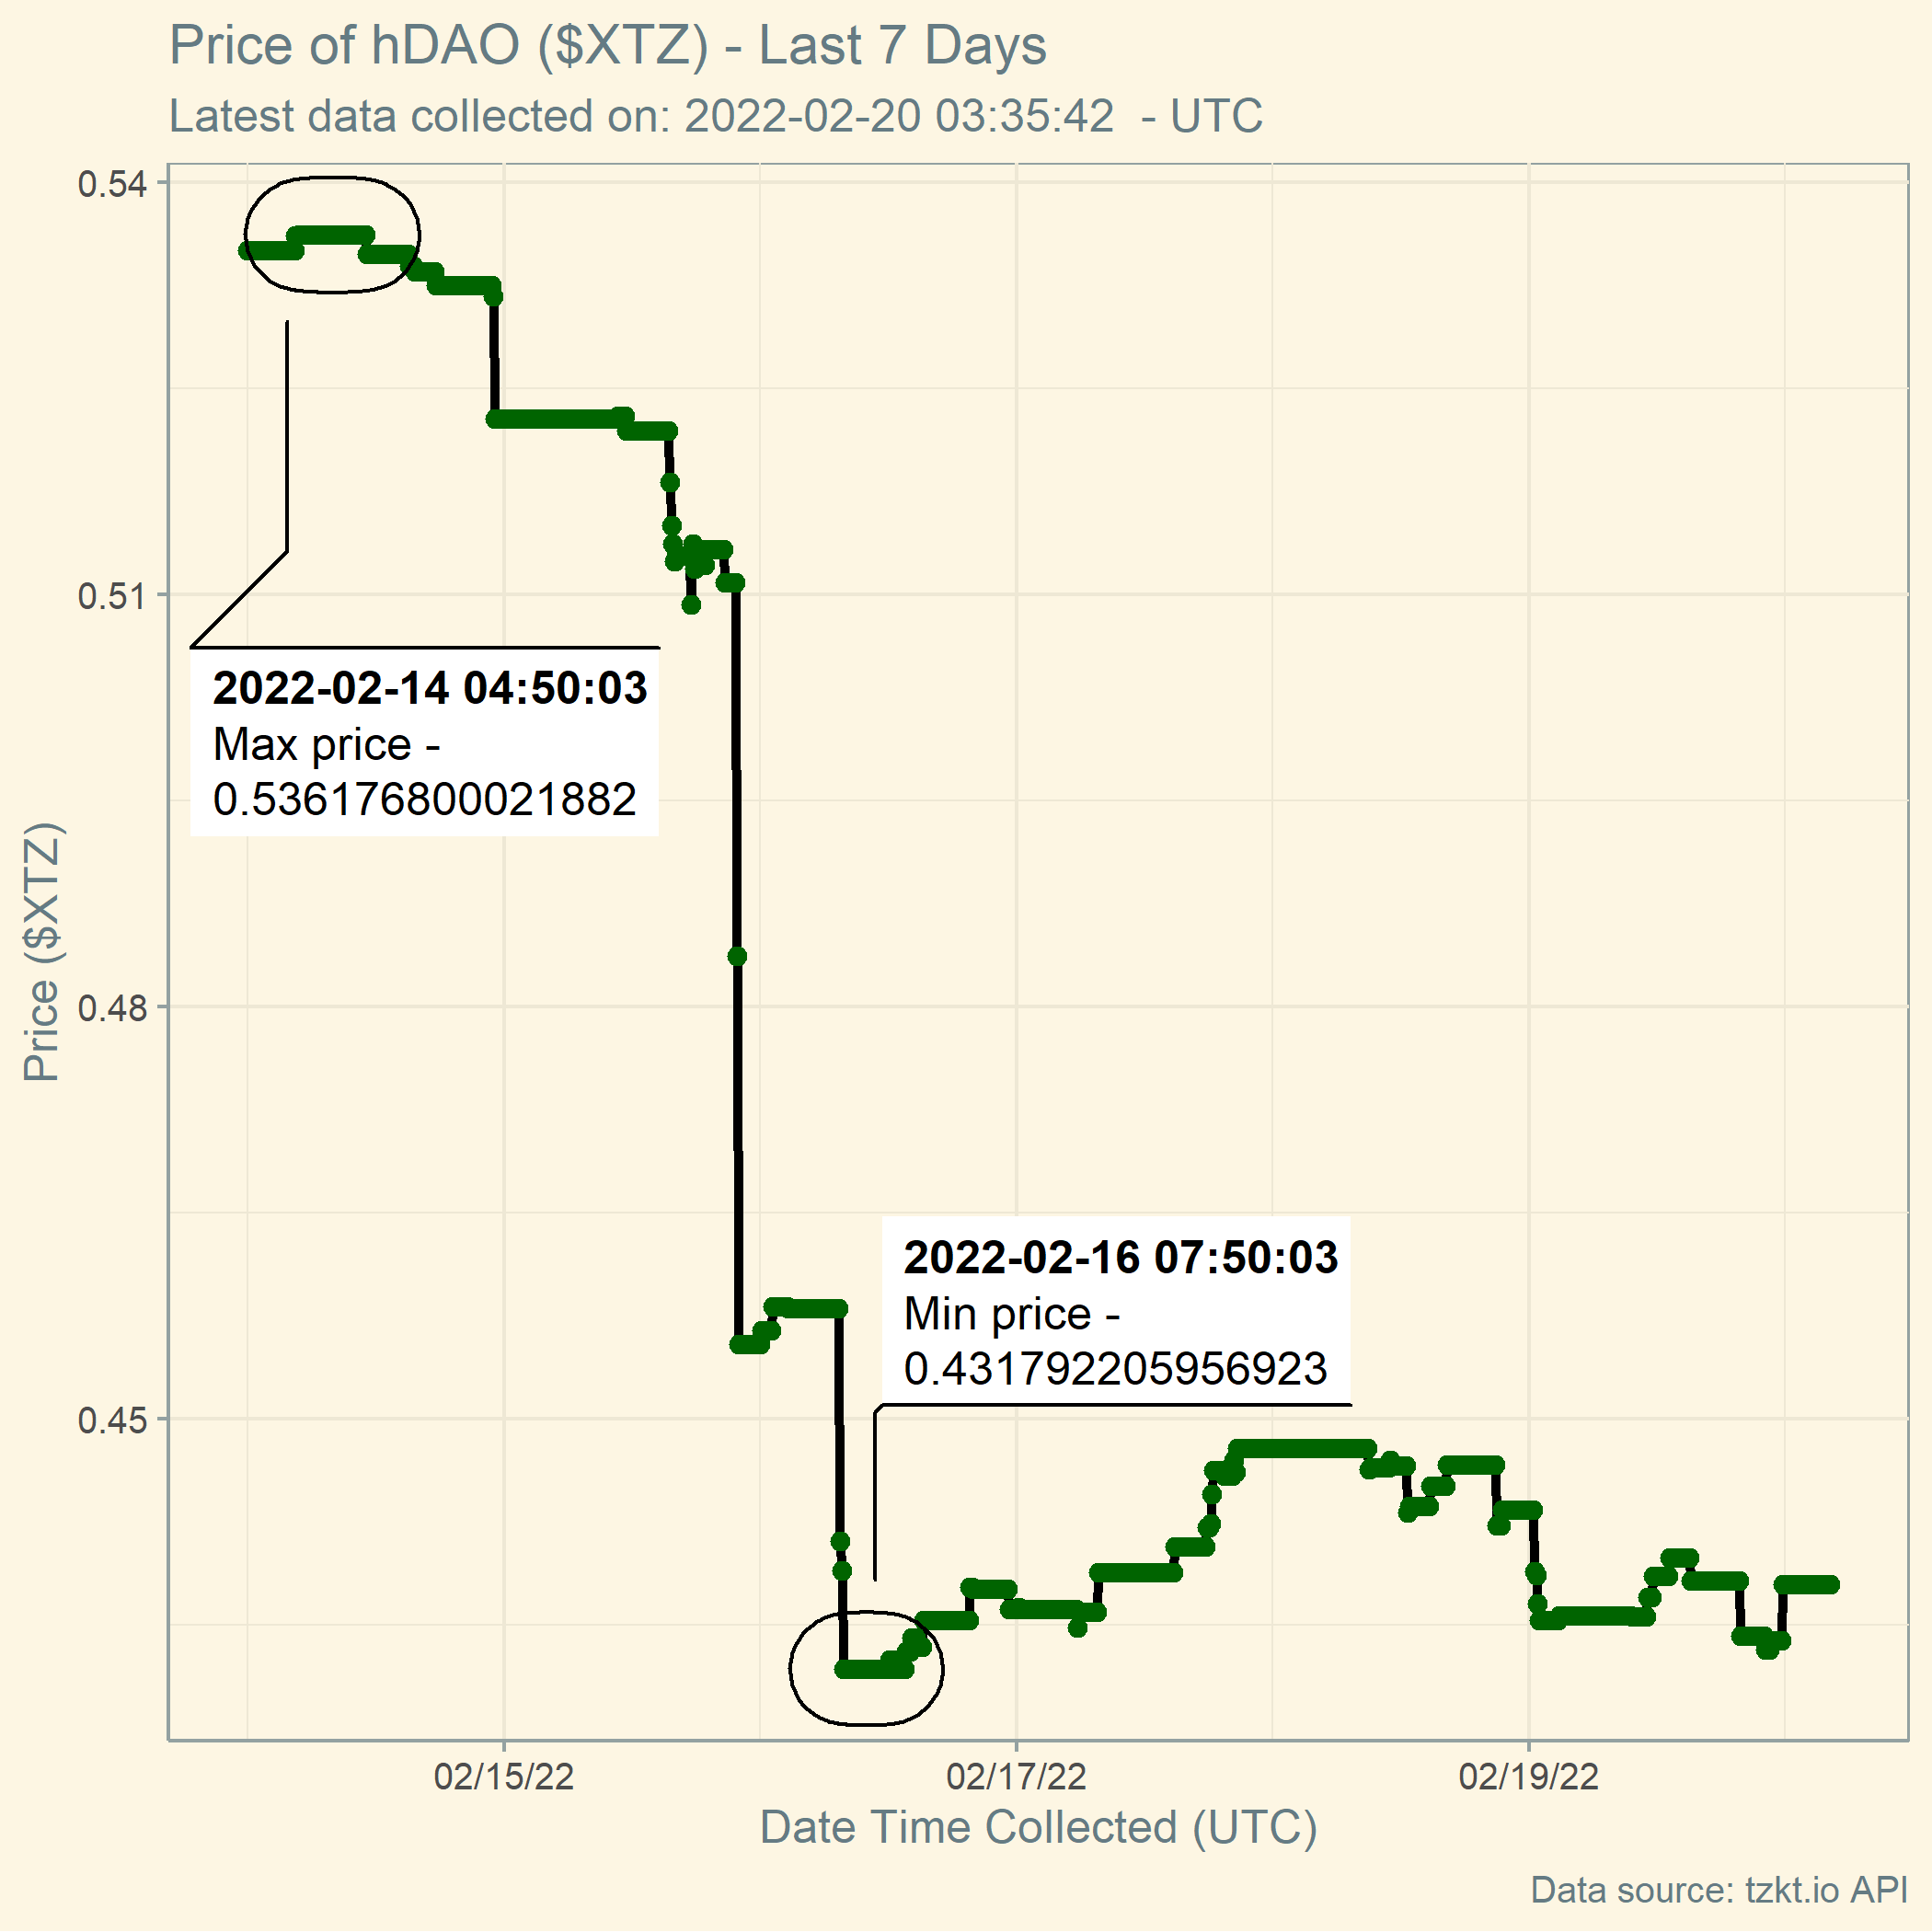 Price of hDAO ($XTZ) - Last 7 Days
Latest data collected on: 2022-02-20 03:35:42  - UTC
0.54
0.51
0.48
0.45
Price ($XTZ)
2022-02-14 04:50:03
Max price -
0.536176800021882
2022-02-16 07:50:03
Min price -
0.431792205956923
02/15/22
02/17/22
02/19/22
Date Time Collected (UTC)
Data source: tzkt.io API